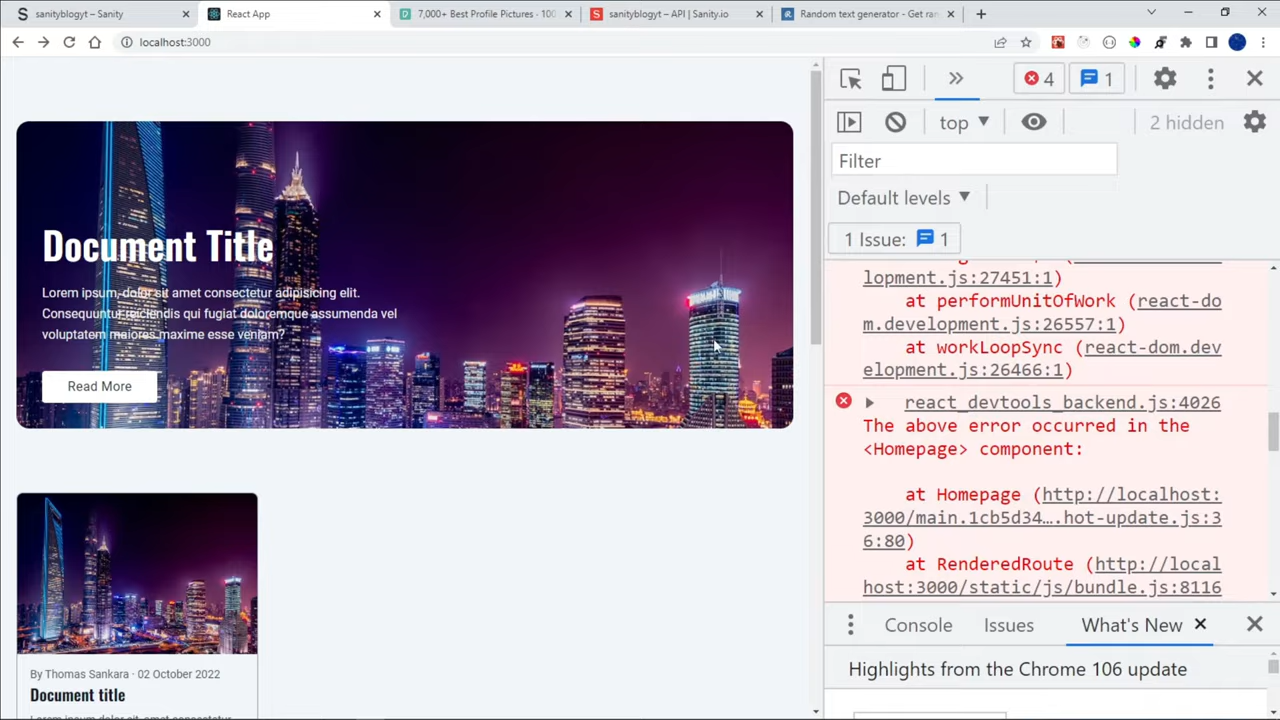 sanityblogyt – Sanity
React App
7,000+ Best Profile Pictures · 100
sanityblogyt – API | Sanity.io
Random text generator - Get ran
localhost:3000
4
1
top
2 hidden
Filter
Default levels
1 Issue:
1
lopment.js:27451:1)
at performUnitOfWork (react-do
m.development.js:26557:1)
at workLoopSync (react-dom.dev
elopment.js:26466:1)
react_devtools_backend.js:4026
The above error occurred in the
<Homepage> component:
at Homepage (http://localhost:
3000/main.1cb5d34….hot-update.js:3
6:80)
at RenderedRoute (http://local
host:3000/static/js/bundle.js:8116
Console
Issues
What's New
Highlights from the Chrome 106 update
Document Title
Lorem ipsum dolor sit amet consectetur adipisicing elit.
Consequuntur reiciendis qui fugiat doloremque assumenda vel
voluptatem maiores maxime esse veniam?
Read More
By Thomas Sankara · 02 October 2022
Document title
Lorem ipsum dolor sit amet, consectetur